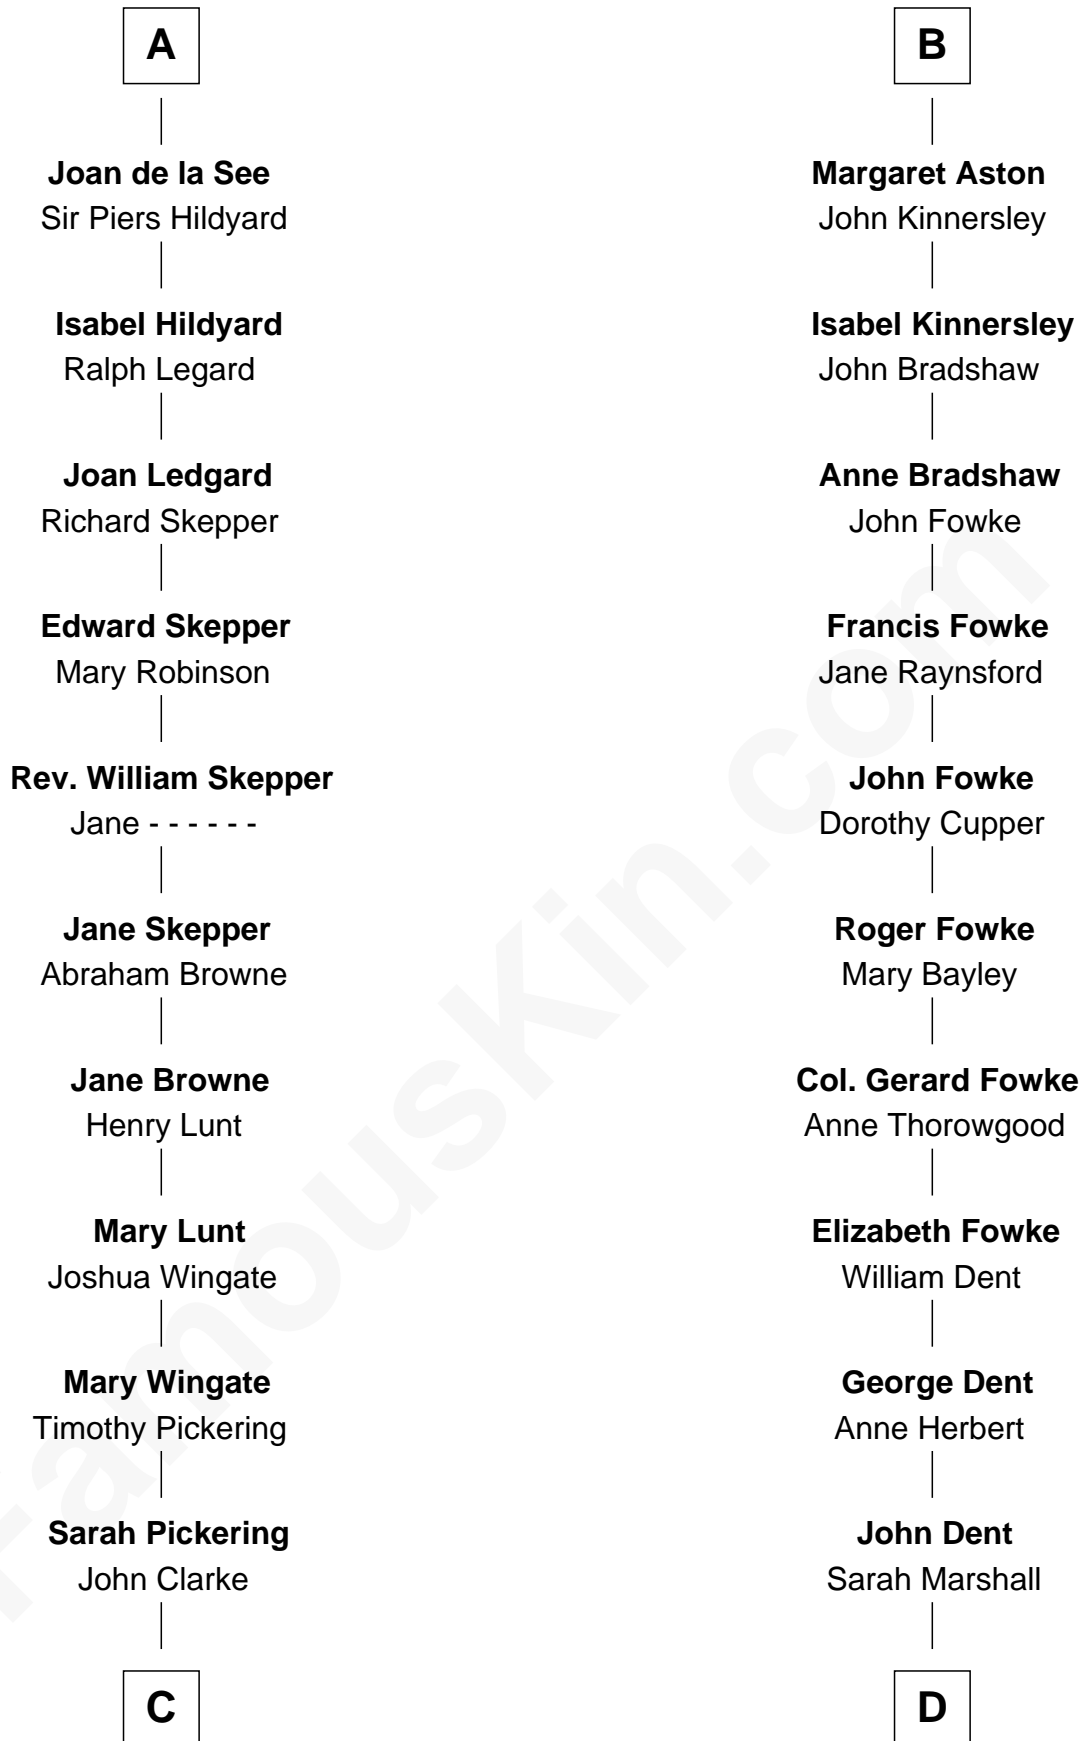 A
Joan de la See
Sir Piers Hildyard
Isabel Hildyard
Ralph Legard
Joan Ledgard
Richard Skepper
Edward Skepper
Mary Robinson
Rev. William Skepper
Jane - - - - - -
Jane Skepper
Abraham Browne
Jane Browne
Henry Lunt
Mary Lunt
Joshua Wingate
Mary Wingate
Timothy Pickering
Sarah Pickering
John Clarke
C
B
Margaret Aston
John Kinnersley
Isabel Kinnersley
John Bradshaw
Anne Bradshaw
John Fowke
Francis Fowke
Jane Raynsford
John Fowke
Dorothy Cupper
Roger Fowke
Mary Bayley
Col. Gerard Fowke
Anne Thorowgood
Elizabeth Fowke
William Dent
George Dent
Anne Herbert
John Dent
Sarah Marshall
D
FamousKin.com